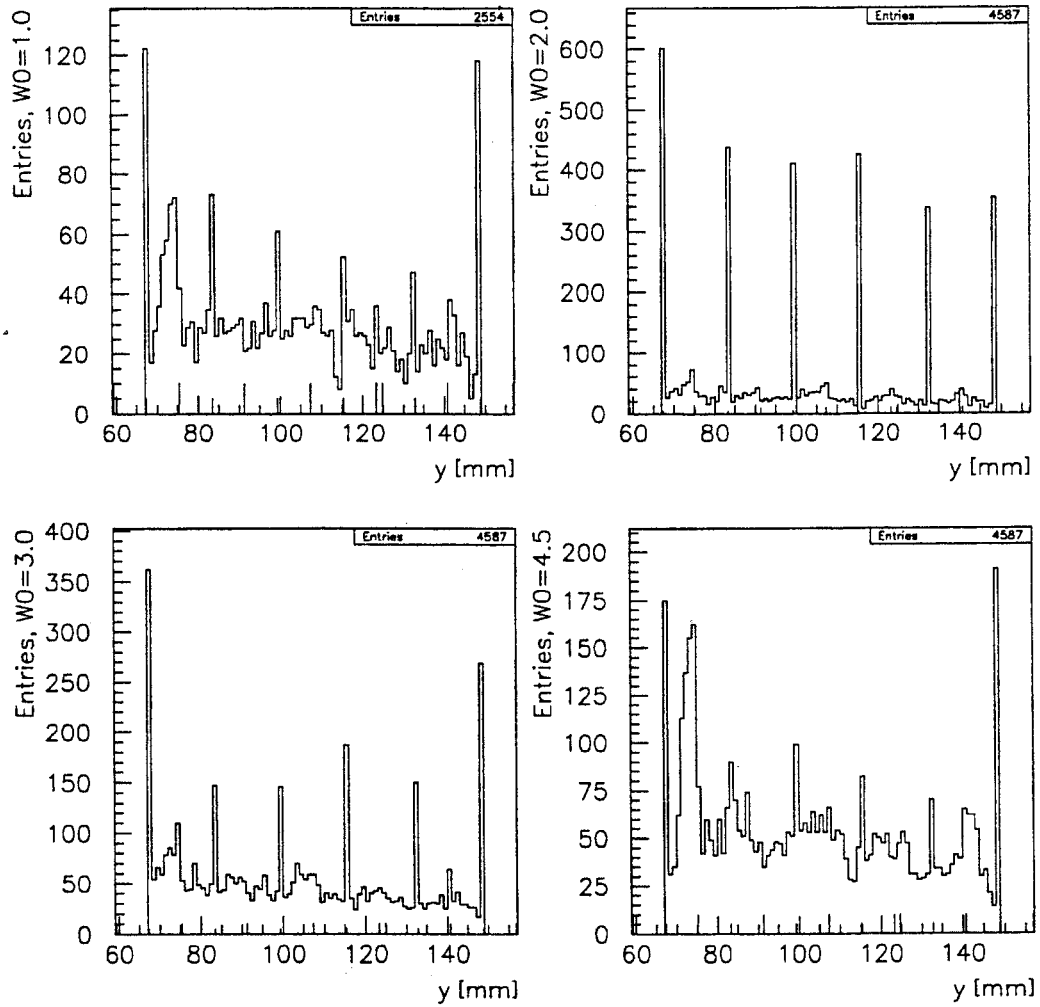 Entries 2554
Entries, W0=1.0
120
100
80
60
40
20
0
60 80 100 120 140
y [mm]
Entries 4587
Entries, W0=2.0
600
500
400
300
200
100
0
60 80 100 120 140
y [mm]
Entries 4587
Entries, W0=3.0
400
350
300
250
200
150
100
50
0
60 80 100 120 140
y [mm]
Entries 4587
Entries, W0=4.5
200
175
150
125
100
75
50
25
0
60 80 100 120 140
y [mm]